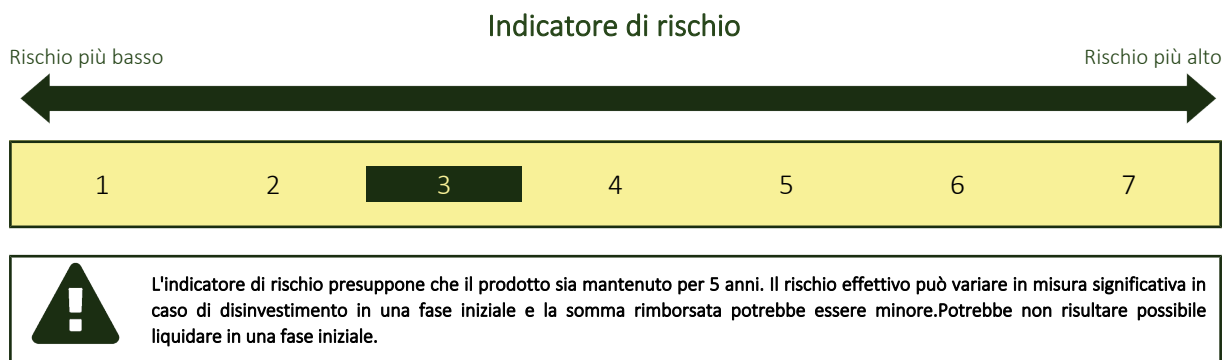 Indicatore di rischio
Rischio più basso
Rischio più alto
1 2 3 4 5 6 7
L'indicatore di rischio presuppone che il prodotto sia mantenuto per 5 anni. Il rischio effettivo può variare in misura significativa in
caso di disinvestimento in una fase iniziale e la somma rimborsata potrebbe essere minore.Potrebbe non risultare possibile
liquidare in una fase iniziale.